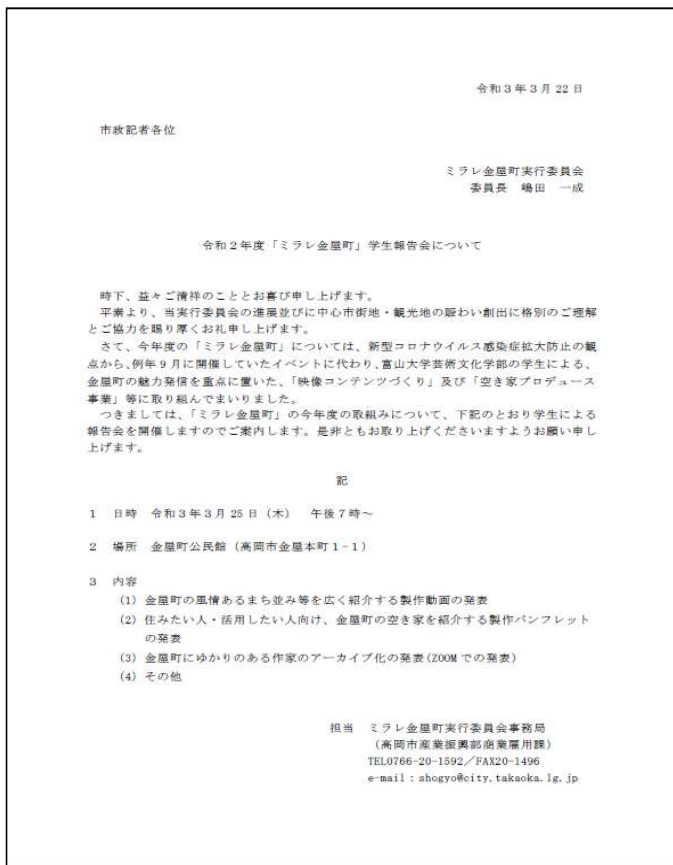 令和３年３月 22 日
市政記者各位
ミラレ金屋町実行委員会
委員長　嶋田　一成
令和２年度「ミラレ金屋町」学生報告会について
時下、益々ご清祥のこととお喜び申し上げます。
平素より、当実行委員会の進展並びに中心市街地・観光地の賑わい創出に格別のご理解
とご協力を賜り厚くお礼申し上げます。
さて、今年度の「ミラレ金屋町」については、新型コロナウイルス感染症拡大防止の観
点から、例年９月に開催していたイベントに代わり、富山大学芸術文化学部の学生による、
金屋町の魅力発信を重点に置いた、「映像コンテンツづくり」及び「空き家プロデュース
事業」等に取り組んでまいりました。
つきましては、「ミラレ金屋町」の今年度の取組みについて、下記のとおり学生による
報告会を開催しますのでご案内します。是非ともお取り上げくださいますようお願い申し
上げます。
記
１　日時　令和３年３月 25 日（木）　午後７時～
２　場所　金屋町公民館（高岡市金屋本町１-１）
３　内容
(1) 金屋町の風情あるまち並み等を広く紹介する製作動画の発表
(2) 住みたい人・活用したい人向け、金屋町の空き家を紹介する製作パンフレット
の発表
(3) 金屋町にゆかりのある作家のアーカイブ化の発表(ZOOM での発表)
(4) その他
担当　ミラレ金屋町実行委員会事務局
（高岡市産業振興部商業雇用課）
TEL0766-20-1592／FAX20-1496
e-mail：shogyo@city.takaoka.lg.jp